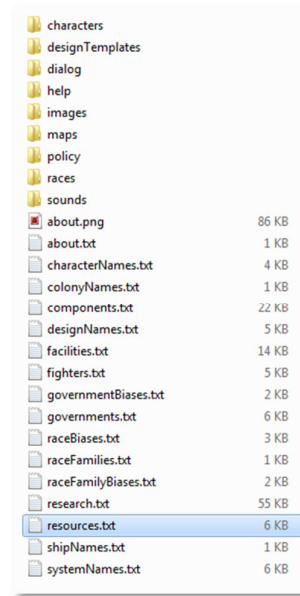 characters
designTemplates
dialog
help
images
maps
policy
races
sounds
about.png 86 KB
about.txt 1 KB
characterNames.txt 4 KB
colonyNames.txt 1 KB
components.txt 22 KB
designNames.txt 5 KB
facilities.txt 14 KB
fighters.txt 5 KB
governmentBiases.txt 2 KB
governments.txt 6 KB
raceBiases.txt 3 KB
raceFamilies.txt 1 KB
raceFamilyBiases.txt 2 KB
research.txt 55 KB
resources.txt 6 KB
shipNames.txt 1 KB
systemNames.txt 6 KB